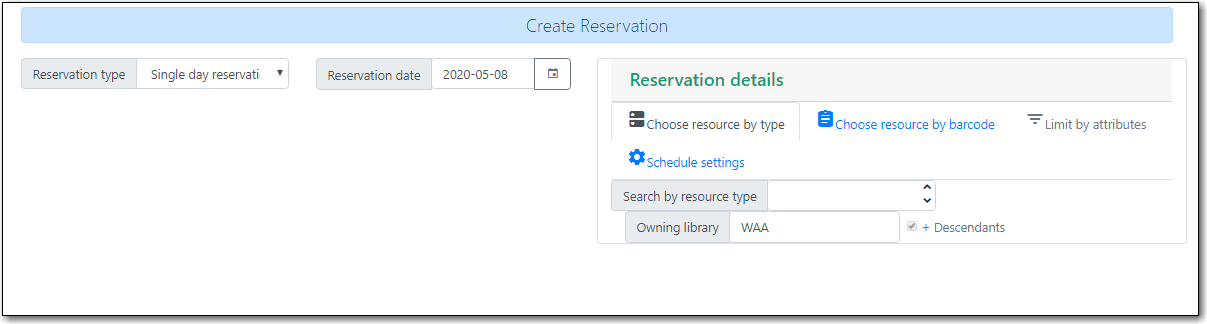 Create Reservation
Reservation type Single day reservati
Reservation date 2020-05-08
Reservation details
Choose resource by type Choose resource by barcode Limit by attributes
Schedule settings
Search by resource type
Owning library WAA + Descendants